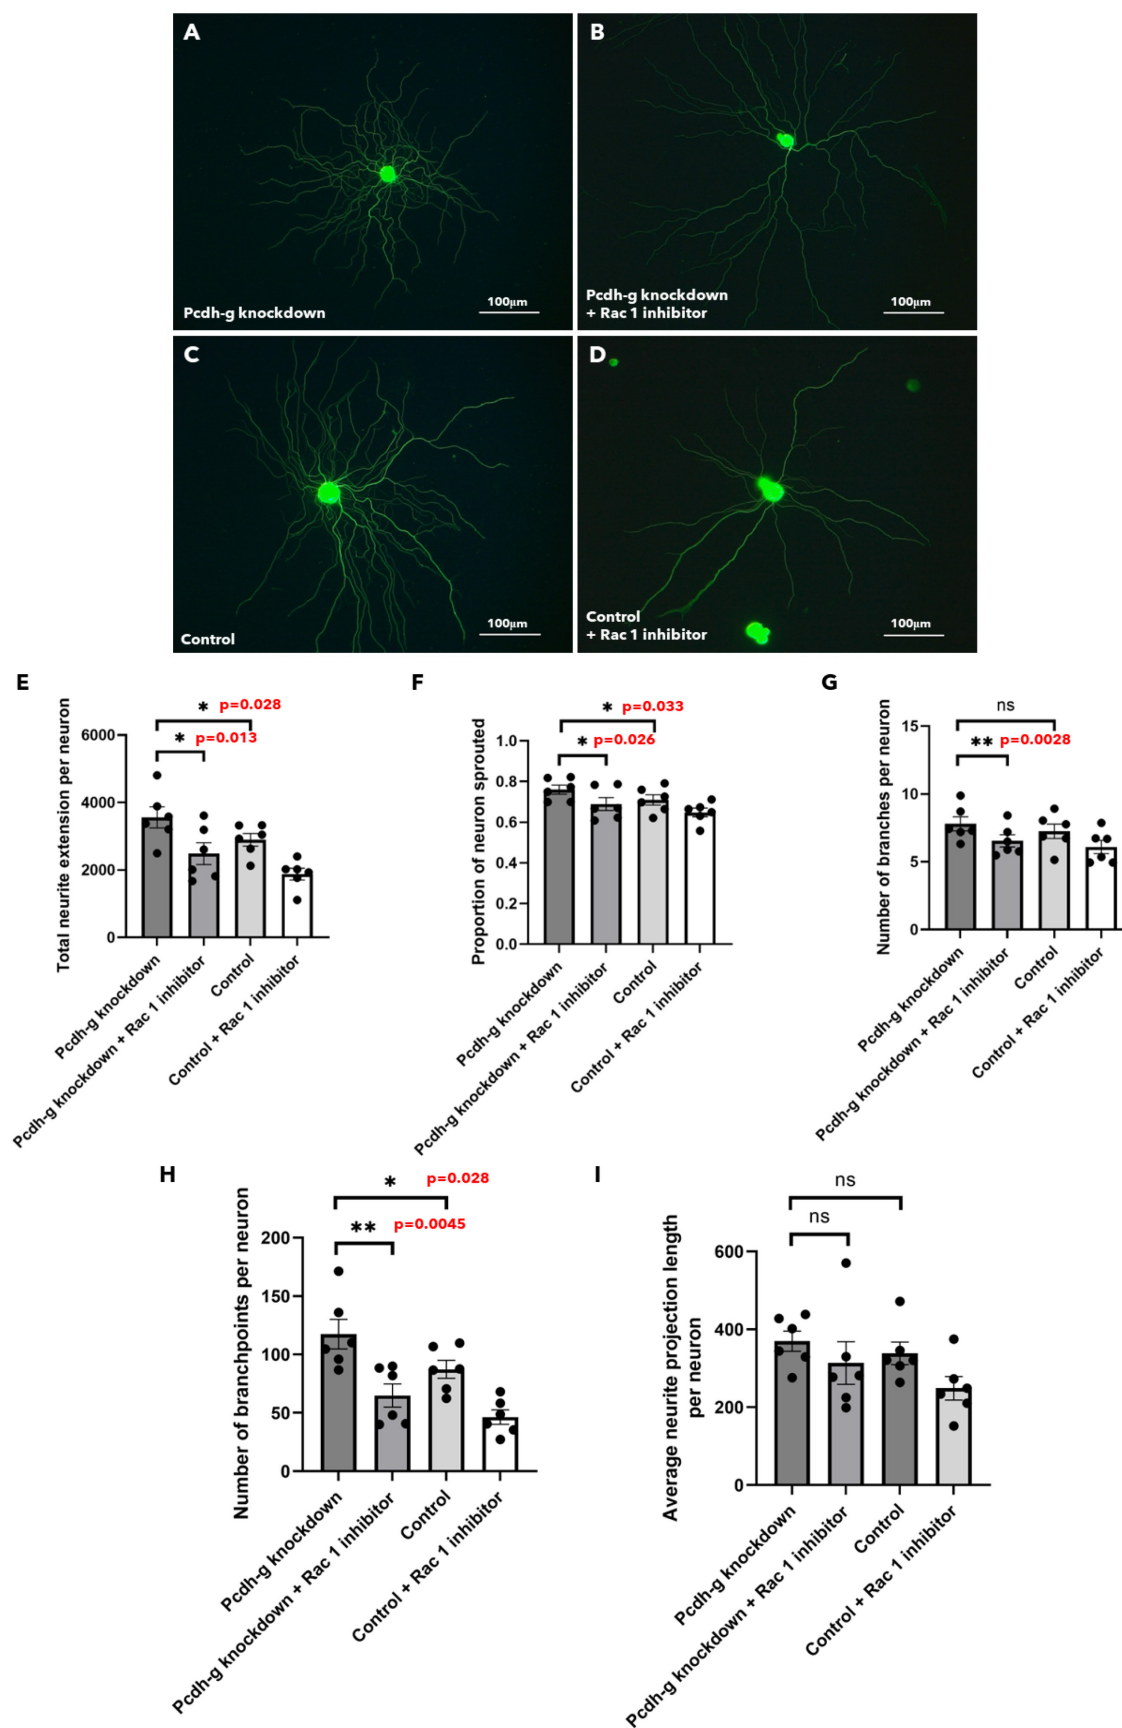 A
Pcdh-g knockdown
100µm
B
Pcdh-g knockdown
+ Rac 1 inhibitor
100µm
C
Control
100µm
D
Control
+ Rac 1 inhibitor
100µm
E
* p=0.028
* p=0.013
Total neurite extension per neuron
6000
4000
2000
0
Pcdh-g knockdown
Pcdh-g knockdown + Rac 1 inhibitor
Control
Control + Rac 1 inhibitor
F
* p=0.033
* p=0.026
Proportion of neuron sprouted
1.0
0.8
0.6
0.4
0.2
0.0
Pcdh-g knockdown
Pcdh-g knockdown + Rac 1 inhibitor
Control
Control + Rac 1 inhibitor
G
ns
** p=0.0028
Number of branches per neuron
15
10
5
0
Pcdh-g knockdown
Pcdh-g knockdown + Rac 1 inhibitor
Control
Control + Rac 1 inhibitor
H
* p=0.028
** p=0.0045
Number of branchpoints per neuron
200
150
100
50
0
Pcdh-g knockdown
Pcdh-g knockdown + Rac 1 inhibitor
Control
Control + Rac 1 inhibitor
I
ns
ns
Average neurite projection length
per neuron
600
400
200
0
Pcdh-g knockdown
Pcdh-g knockdown + Rac 1 inhibitor
Control
Control + Rac 1 inhibitor